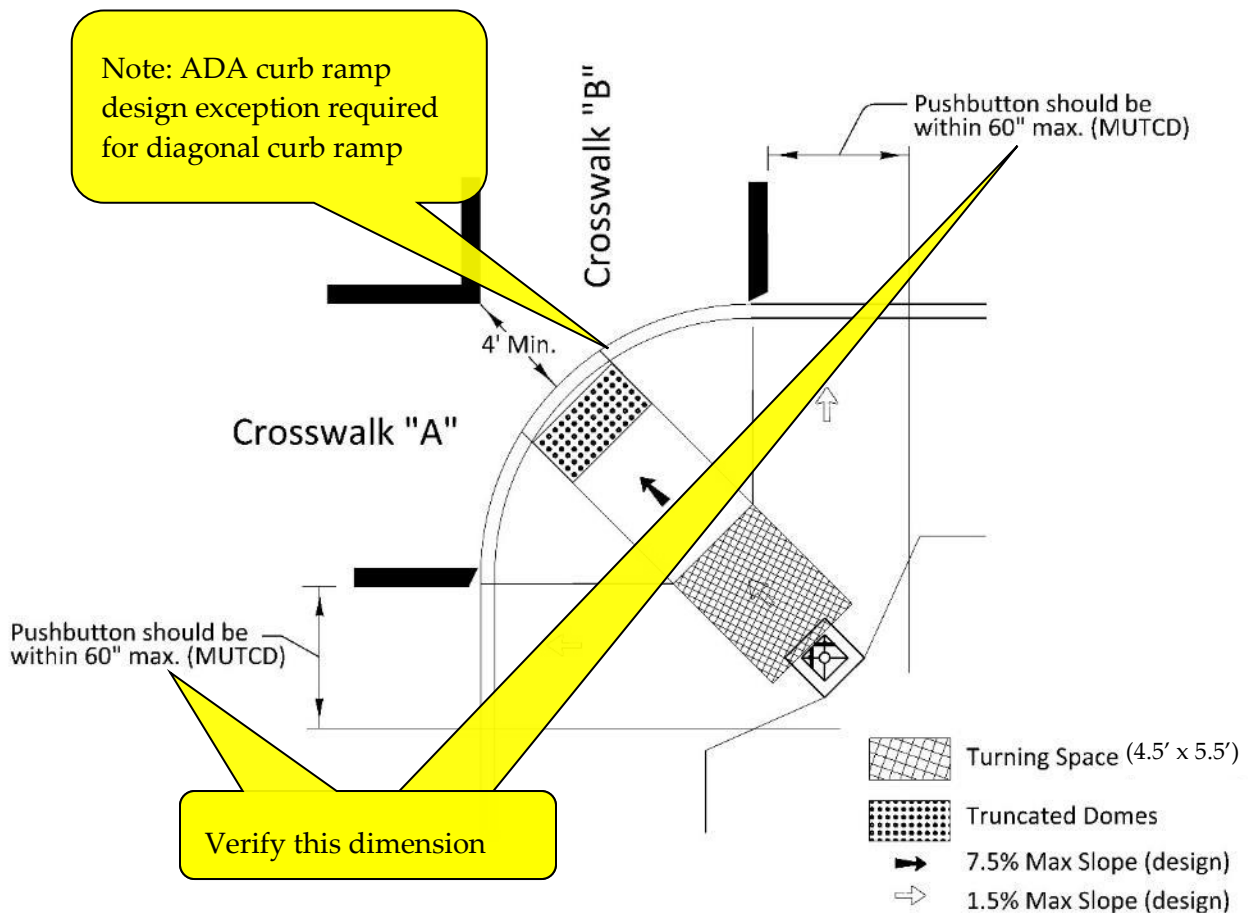 Note: ADA curb ramp
design exception required
for diagonal curb ramp
Crosswalk "B"
Pushbutton should be
within 60" max. (MUTCD)
4' Min.
Crosswalk "A"
Pushbutton should be
within 60" max. (MUTCD)
Verify this dimension
Turning Space (4.5’ x 5.5’)
Truncated Domes
7.5% Max Slope (design)
1.5% Max Slope (design)